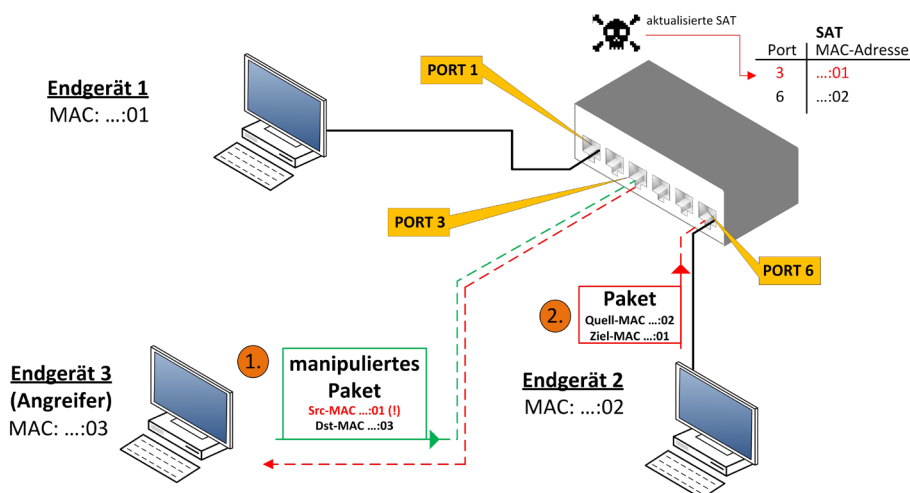 aktualisierte SAT
SAT
Port MAC-Adresse
3 ...:01
6 ...:02
PORT 1
Endgerät 1
MAC: ...:01
PORT 3
PORT 6
2.
Paket
Quell-MAC ...:02
Ziel-MAC ...:01
1.
manipuliertes
Paket
Src-MAC ...:01 (!)
Dst-MAC ...:03
Endgerät 3
(Angreifer)
MAC: ...:03
Endgerät 2
MAC: ...:02